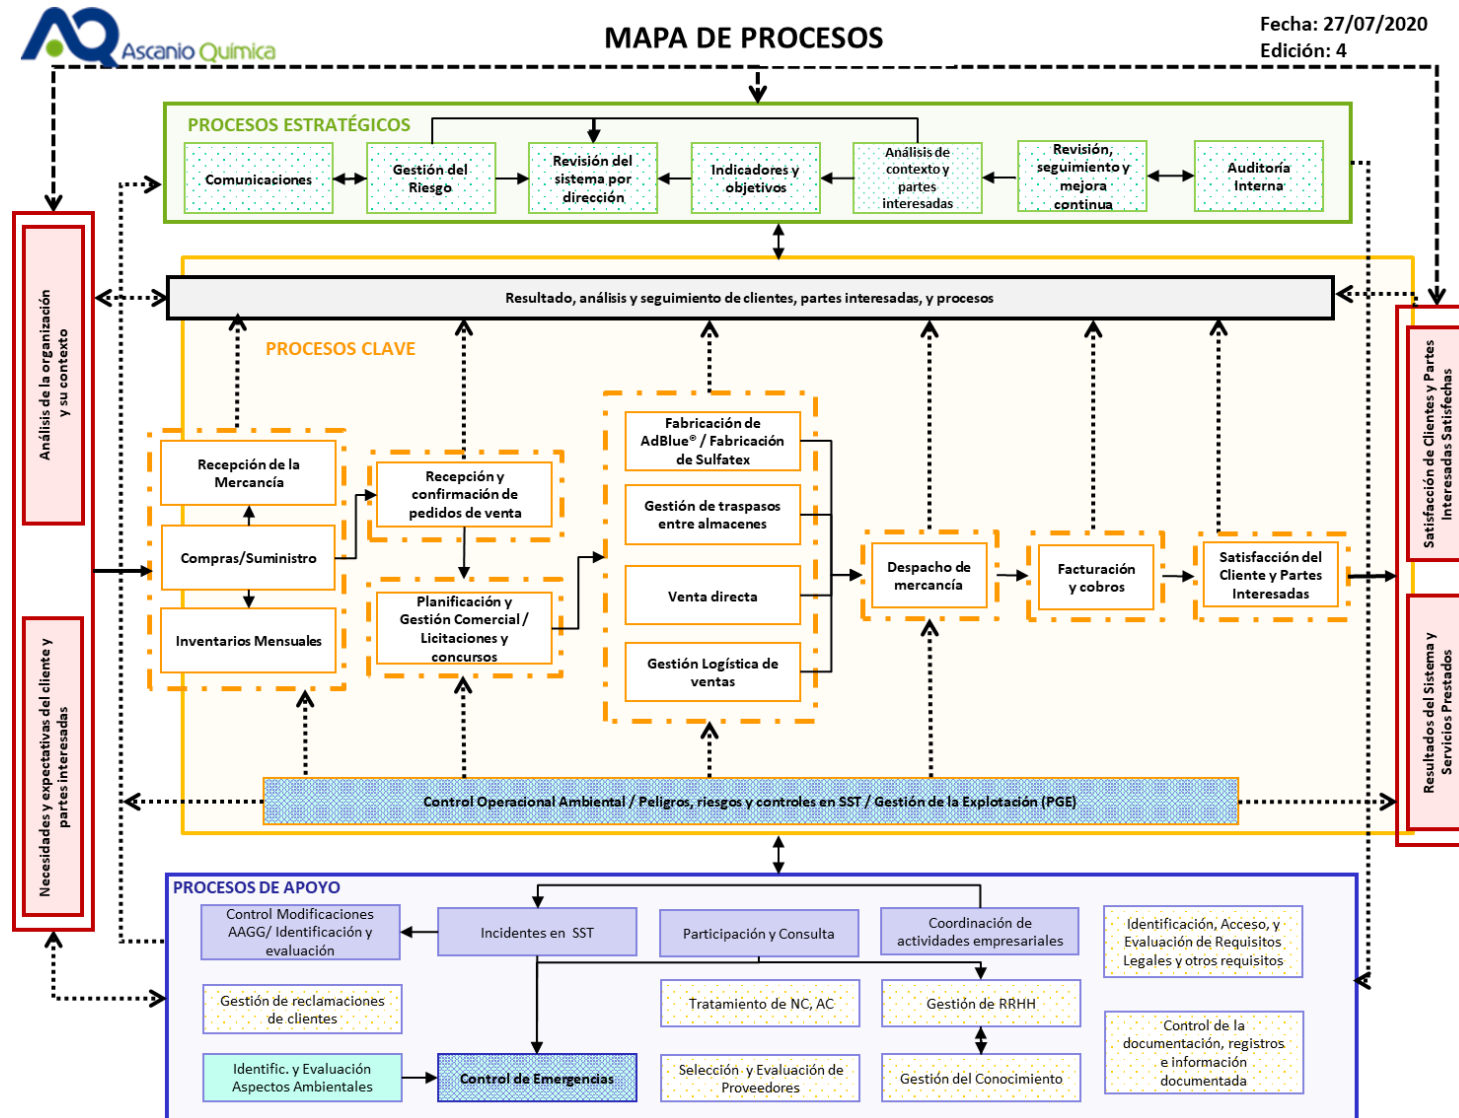 AQ Ascanio Química
MAPA DE PROCESOS
Fecha: 27/07/2020
Edición: 4
PROCESOS ESTRATÉGICOS
Comunicaciones
Gestión del
Riesgo
Revisión del
sistema por
dirección
Indicadores y
objetivos
Análisis de
contexto y
partes
interesadas
Revisión,
seguimiento y
mejora
continua
Auditoría
Interna
Análisis de la organización
y su contexto
Necesidades y expectativas del cliente y
partes interesadas
Resultado, análisis y seguimiento de clientes, partes interesadas, y procesos
PROCESOS CLAVE
Recepción de la
Mercancía
Compras/Suministro
Inventarios Mensuales
Recepción y
confirmación de
pedidos de venta
Planificación y
Gestión Comercial /
Licitaciones y
concursos
Fabricación de
AdBlue® / Fabricación
de Sulfatex
Gestión de traspasos
entre almacenes
Venta directa
Gestión Logística de
ventas
Despacho de
mercancía
Facturación
y cobros
Satisfacción del
Cliente y Partes
Interesadas
Satisfacción de Clientes y Partes
Interesadas Satisfechas
Resultados del Sistema y
Servicios Prestados
Control Operacional Ambiental / Peligros, riesgos y controles en SST / Gestión de la Explotación (PGE)
PROCESOS DE APOYO
Control Modificaciones
AAGG/ Identificación y
evaluación
Incidentes en SST
Participación y Consulta
Coordinación de
actividades empresariales
Identificación, Acceso, y
Evaluación de Requisitos
Legales y otros requisitos
Gestión de reclamaciones
de clientes
Tratamiento de NC, AC
Gestión de RRHH
Control de la
documentación, registros
e información
documentada
Identific. y Evaluación
Aspectos Ambientales
Control de Emergencias
Selección y Evaluación de
Proveedores
Gestión del Conocimiento